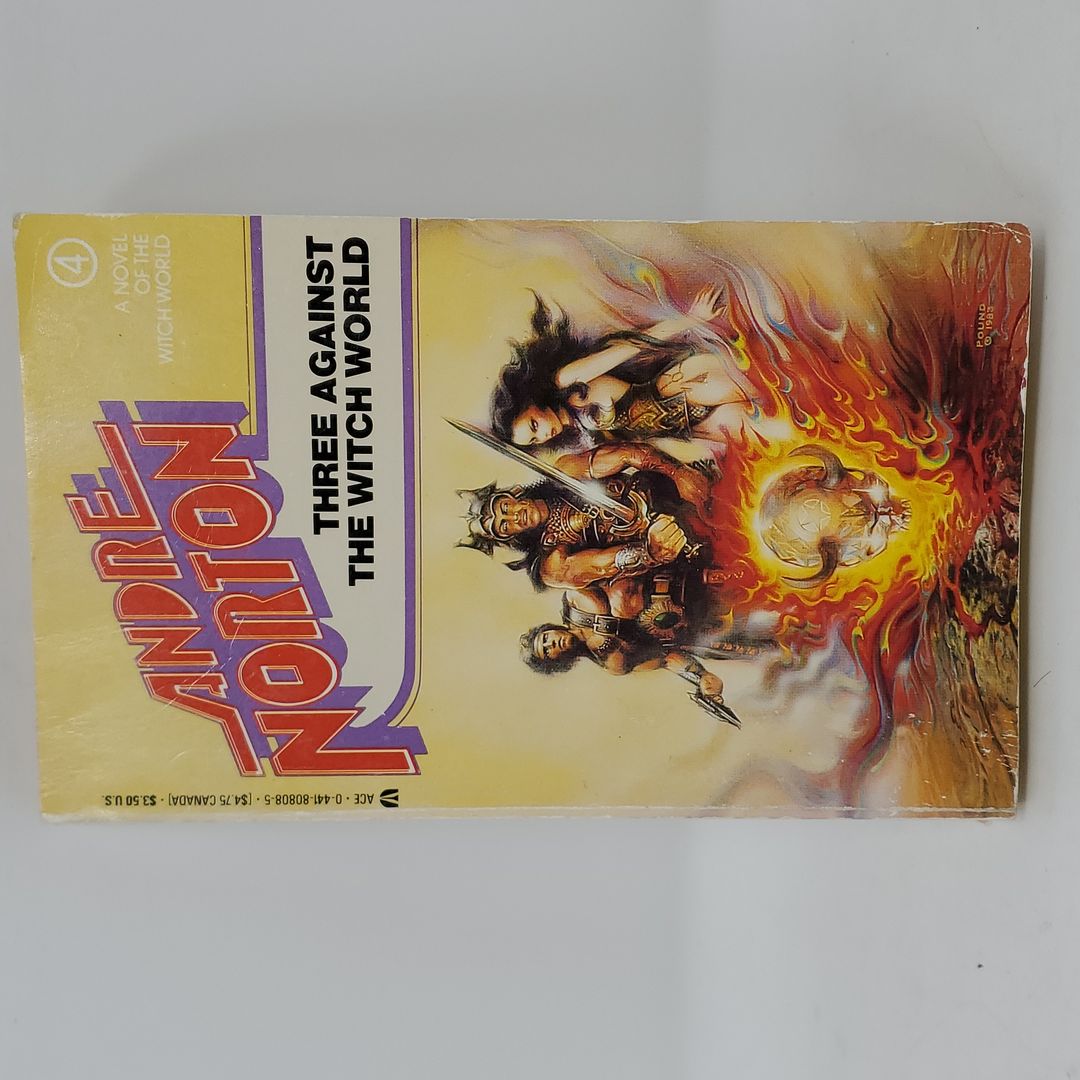 ACE • 0-441-80808-5 • [$4.75 CANADA] • $3.50 U.S.
ANDRE
NORTON
4
A NOVEL
OF THE
WITCH WORLD
THREE AGAINST
THE WITCH WORLD
POUND
© 1983